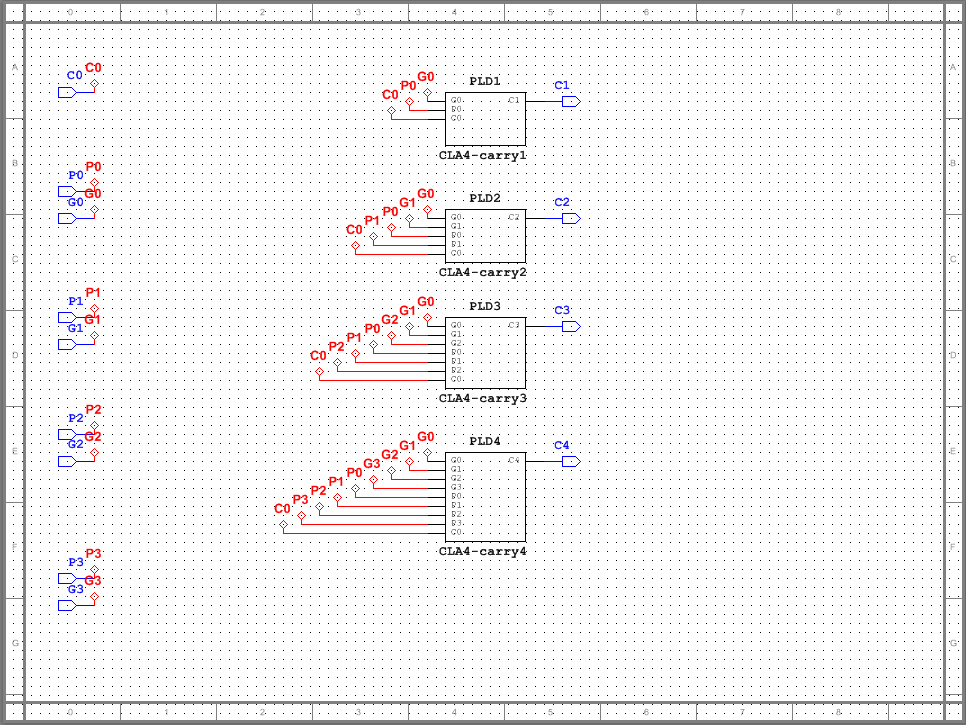 0 1 2 3 4 5 6 7 8
A A
C0 C0
PLD1
C0 P0 G0
G0 C1
P0
C0
C1
CLA4-carry1
B B
P0 P0
G0 G0
PLD2
C0 P1 P0 G1 G0
G0 C2
G1
P0
P1
C0
C2
CLA4-carry2
C C
P1 P1
G1 G1
PLD3
C0 P2 P1 P0 G2 G1 G0
G0 C3
G1
G2
P0
P1
P2
C0
C3
CLA4-carry3
D D
P2 P2
G2 G2
PLD4
C0 P3 P2 P1 P0 G3 G2 G1 G0
G0 C4
G1
G2
G3
P0
P1
P2
P3
C0
C4
CLA4-carry4
E E
P3 P3
G3 G3
F F
G G
0 1 2 3 4 5 6 7 8